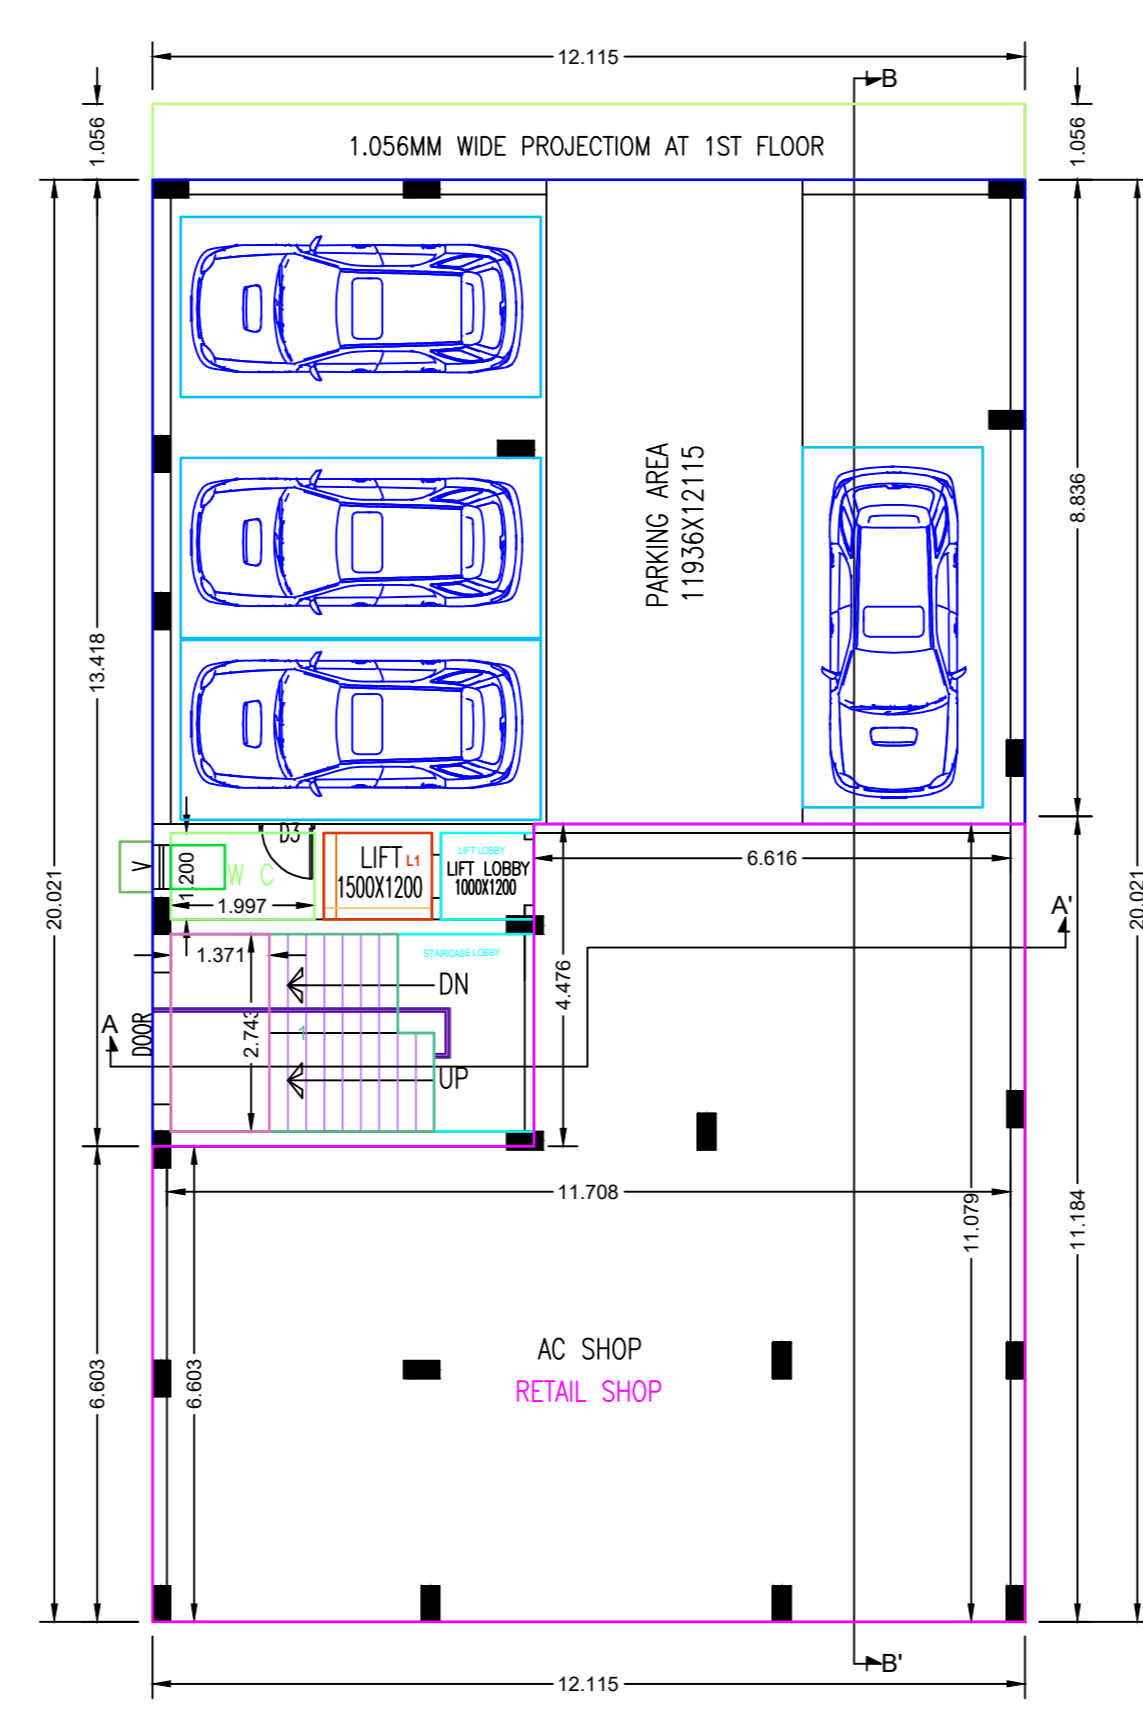 12.115
B
1.056
1.056MM WIDE PROJECTIOM AT 1ST FLOOR
1.056
PARKING AREA
11936X12115
8.836
13.418
20.021
20.021
D3
V
W C
1.200
1.997
LIFT L1
1500X1200
LIFT LOBBY
LIFT LOBBY
1000X1200
6.616
A'
1.371
STAIRCASE LOBBY
DN
4.476
A
DOOR
2.743
1
UP
11.708
11.079
11.184
6.603
6.603
AC SHOP
RETAIL SHOP
B'
12.115